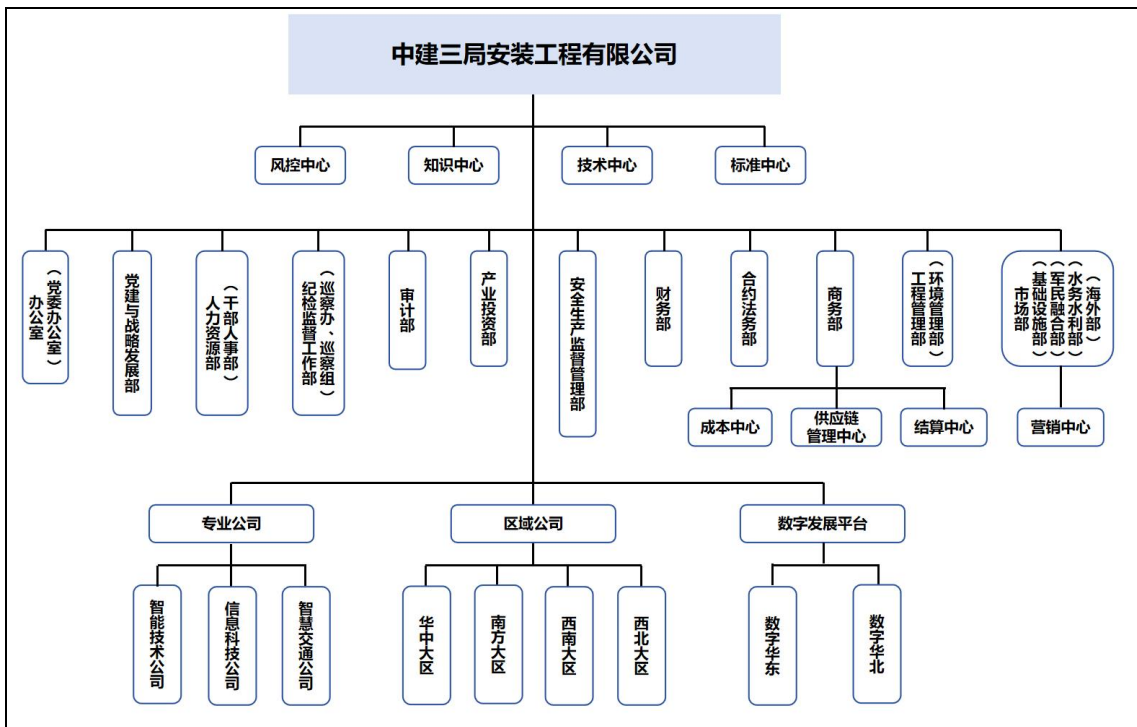 中建三局安装工程有限公司
风控中心
知识中心
技术中心
标准中心
办公室
（党委办公室）
党建与战略发展部
人力资源部
（干部人事部）
纪检监督工作部
（巡察办、巡察组）
审计部
产业投资部
安全生产监督管理部
财务部
合约法务部
商务部
工程管理部
（环境管理部）
市场部
（基础设施部）
（军民融合部）
（水务水利部）
（海外部）
成本中心
供应链
管理中心
结算中心
营销中心
专业公司
区域公司
数字发展平台
智能技术公司
信息科技公司
智慧交通公司
华中大区
南方大区
西南大区
西北大区
数字华东
数字华北